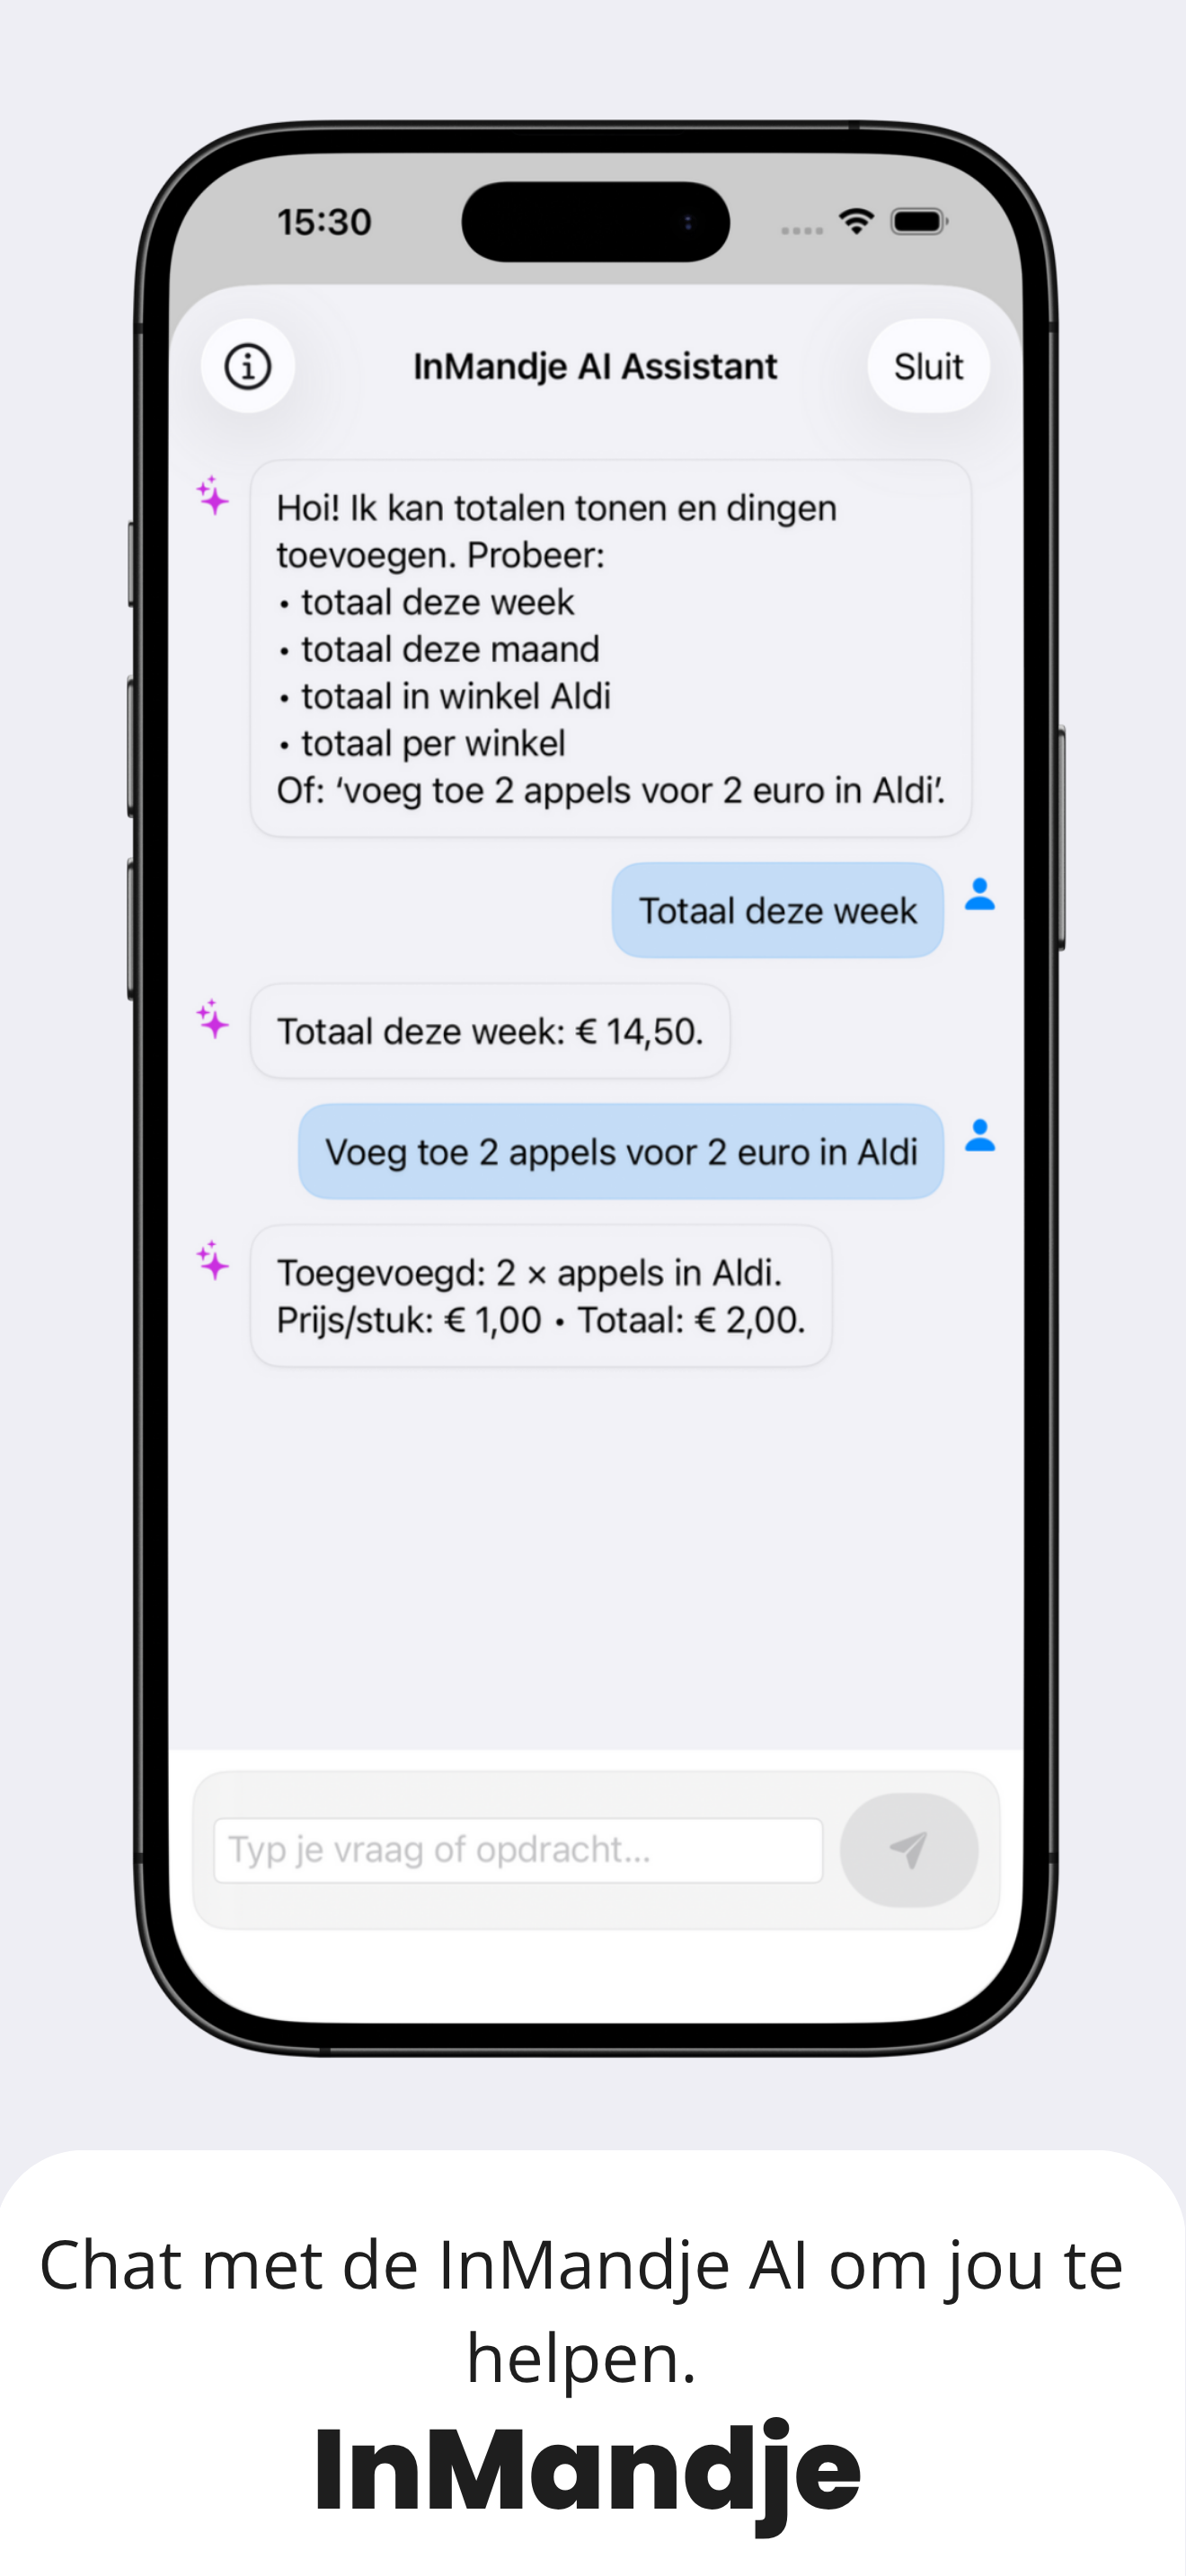 15:30
InMandje AI Assistant
Sluit
Hoi! Ik kan totalen tonen en dingen
toevoegen. Probeer:
• totaal deze week
• totaal deze maand
• totaal in winkel Aldi
• totaal per winkel
Of: ‘voeg toe 2 appels voor 2 euro in Aldi’.
Totaal deze week
Totaal deze week: € 14,50.
Voeg toe 2 appels voor 2 euro in Aldi
Toegevoegd: 2 × appels in Aldi.
Prijs/stuk: € 1,00 • Totaal: € 2,00.
Typ je vraag of opdracht...
Chat met de InMandje AI om jou te
helpen.
InMandje